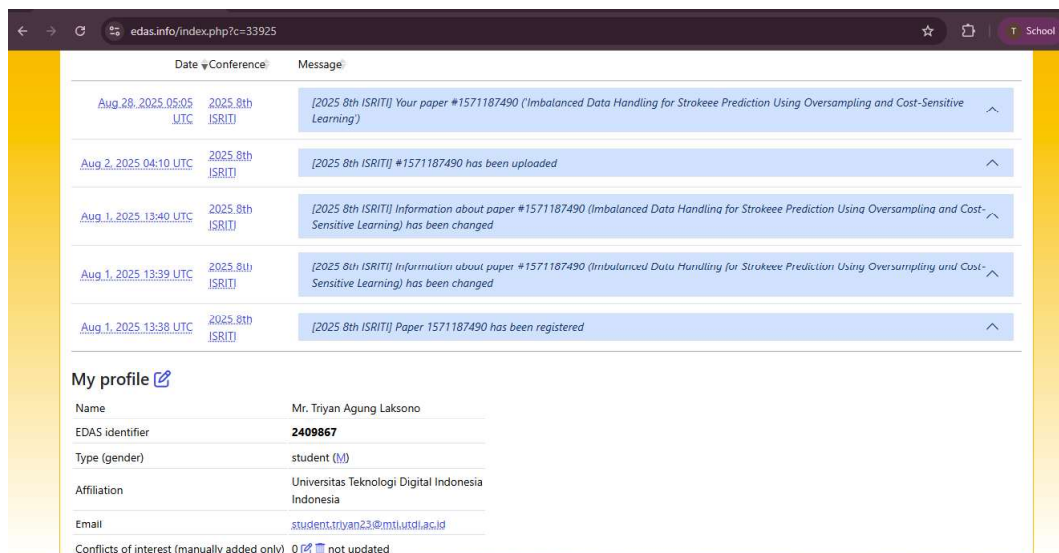 edas.info/index.php?c=33925
T School
Date Conference Message
Aug 28, 2025 05:05 UTC
2025 8th ISRITI
[2025 8th ISRITI] Your paper #1571187490 ('Imbalanced Data Handling for Strokeee Prediction Using Oversampling and Cost-Sensitive
Learning')
Aug 2, 2025 04:10 UTC
2025 8th ISRITI
[2025 8th ISRITI] #1571187490 has been uploaded
Aug 1, 2025 13:40 UTC
2025 8th ISRITI
[2025 8th ISRITI] Information about paper #1571187490 (Imbalanced Data Handling for Strokeee Prediction Using Oversampling and Cost-
Sensitive Learning) has been changed
Aug 1, 2025 13:39 UTC
2025 8th ISRITI
[2025 8th ISRITI] Information about paper #1571187490 (Imbalanced Data Handling for Strokeee Prediction Using Oversampling and Cost-
Sensitive Learning) has been changed
Aug 1, 2025 13:38 UTC
2025 8th ISRITI
[2025 8th ISRITI] Paper 1571187490 has been registered
My profile
Name Mr. Triyan Agung Laksono
EDAS identifier 2409867
Type (gender) student (M)
Affiliation Universitas Teknologi Digital Indonesia
Indonesia
Email student.triyan23@mti.utdi.ac.id
Conflicts of interest (manually added only) 0 not updated